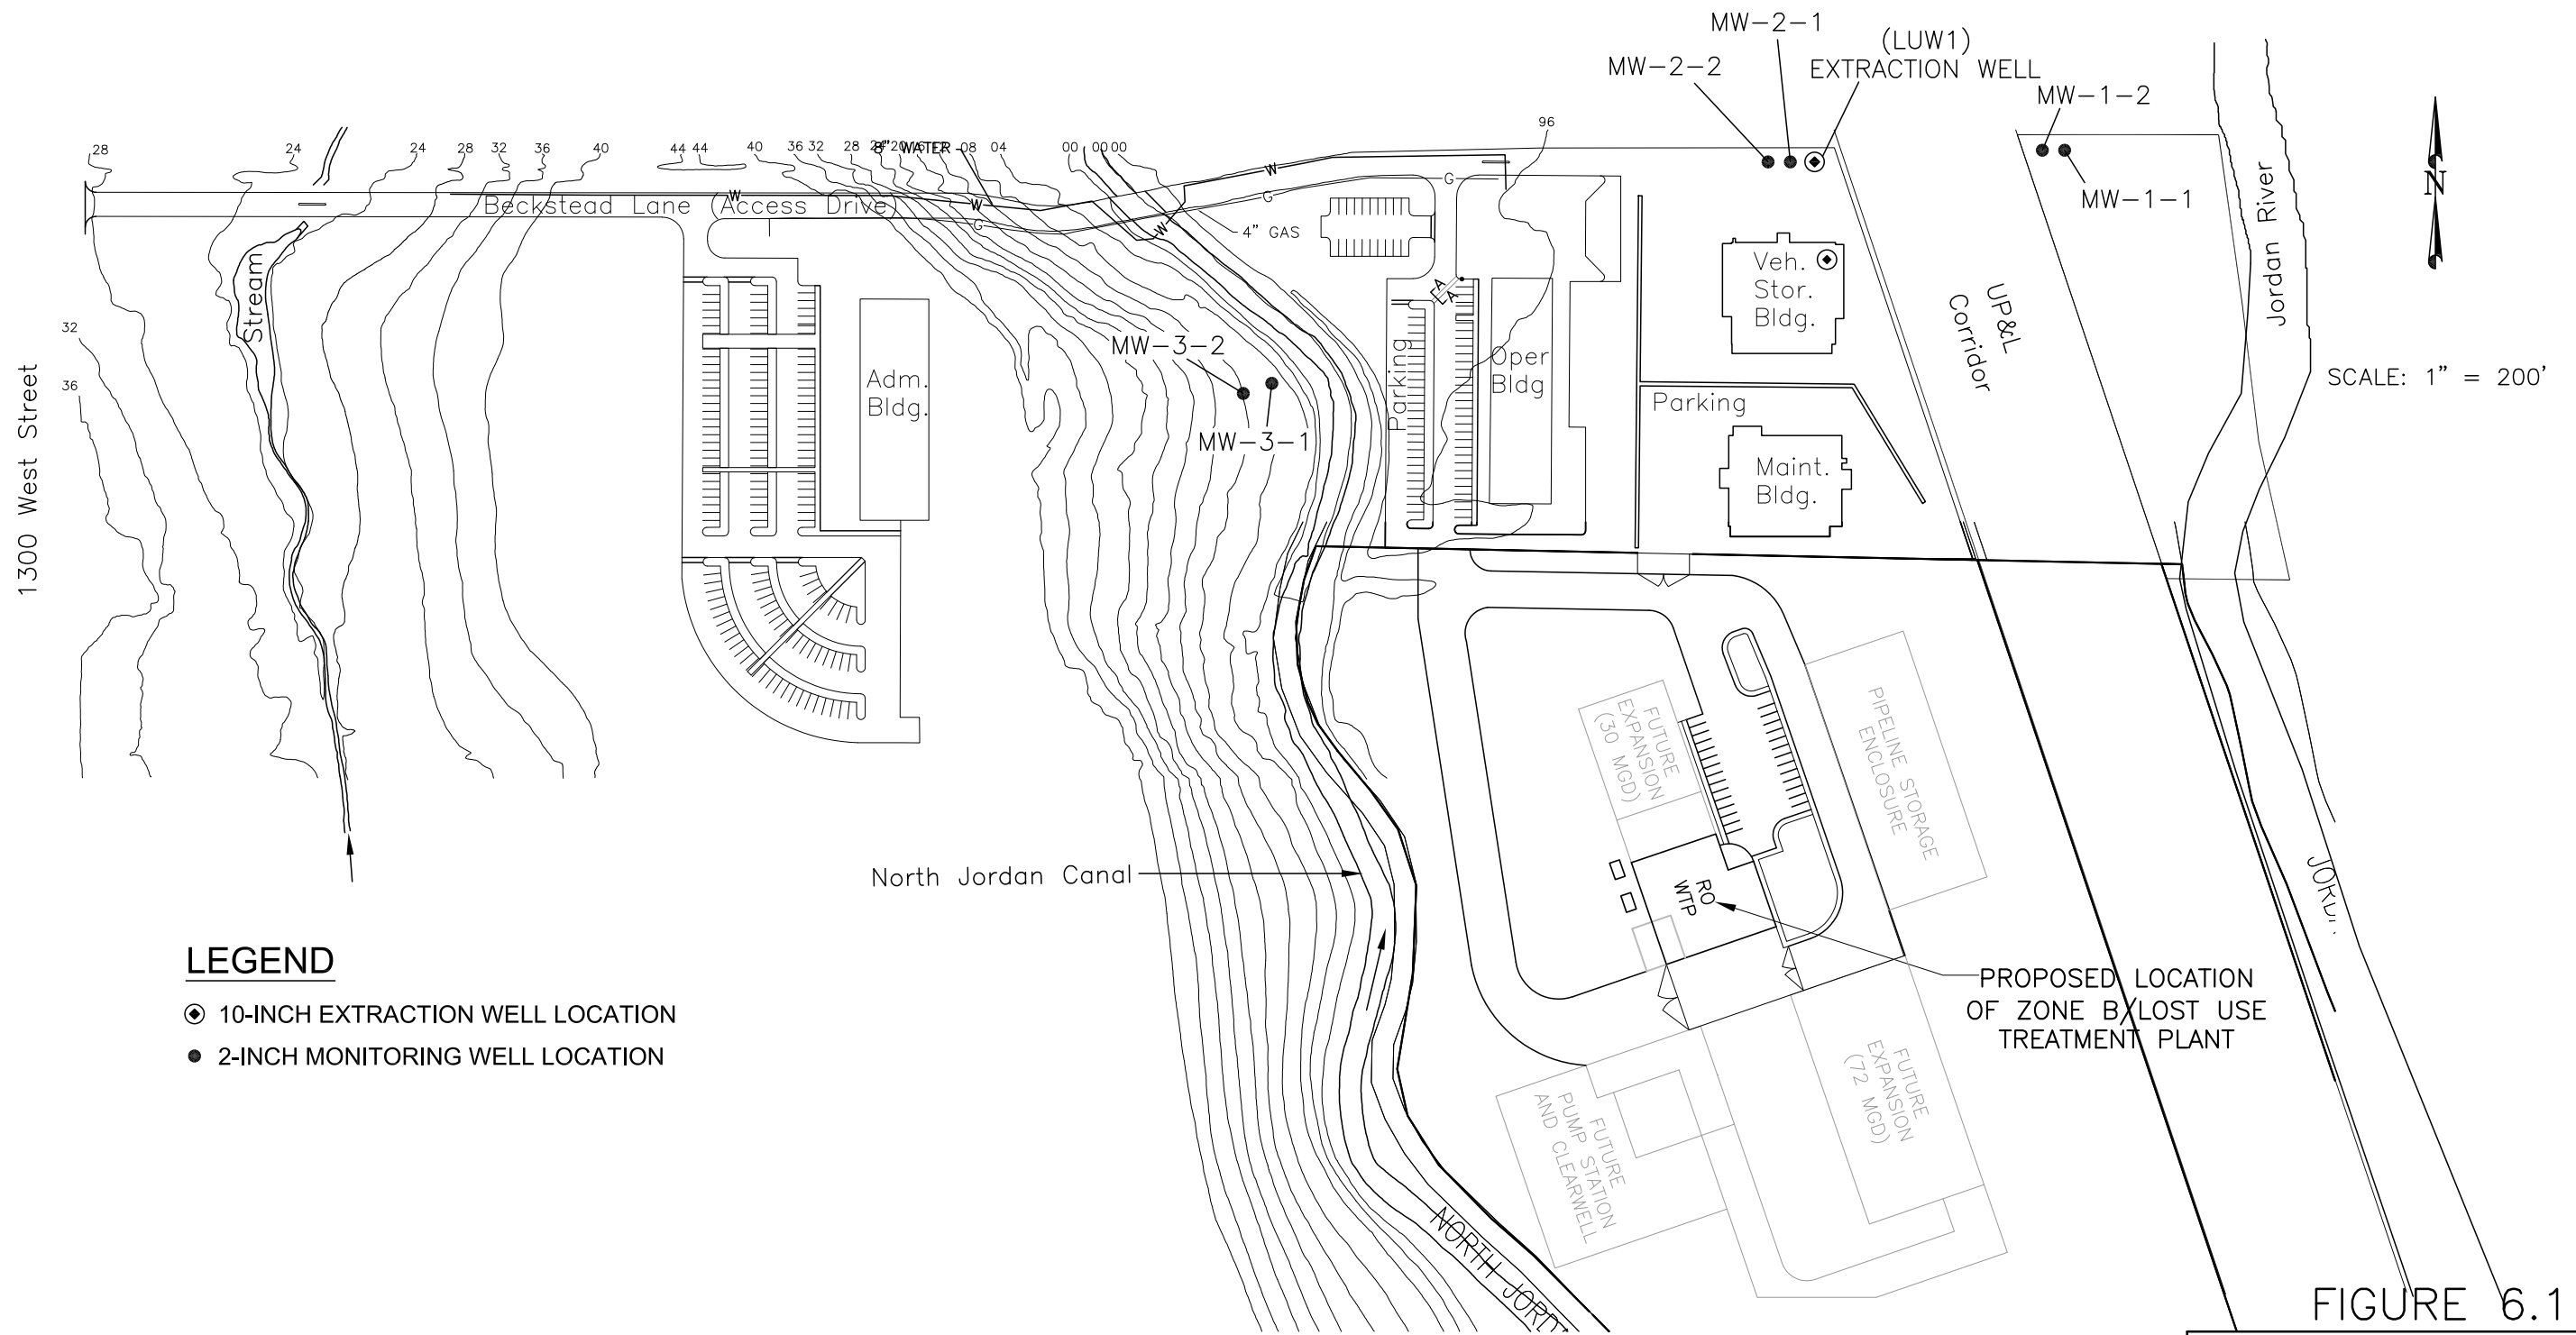 MW-2-1
(LUW1)
EXTRACTION WELL
MW-2-2
MW-1-2
MW-1-1
96
28
24
24
28
32
36
40
44 44
40
36 32
28
8" WATER
08
04
00
00 00
W
W
W
W
G
G
G
Beckstead Lane (Access Drive)
4" GAS
N
Stream
Veh.
Stor.
Bldg.
UP&L
Corridor
Jordan River
32
36
1300 West Street
MW-3-2
MW-3-1
Adm.
Bldg.
A
A
Parking
Oper
Bldg
Parking
SCALE: 1" = 200'
Maint.
Bldg.
FUTURE
EXPANSION
(30 MGD)
PIPELINE STORAGE
ENCLOSURE
North Jordan Canal
RO
WTP
LEGEND
10-INCH EXTRACTION WELL LOCATION
2-INCH MONITORING WELL LOCATION
PROPOSED LOCATION
OF ZONE B/LOST USE
TREATMENT PLANT
FUTURE
EXPANSION
(72 MGD)
FUTURE
PUMP STATION
AND CLEARWELL
NORTH
FIGURE 6.1